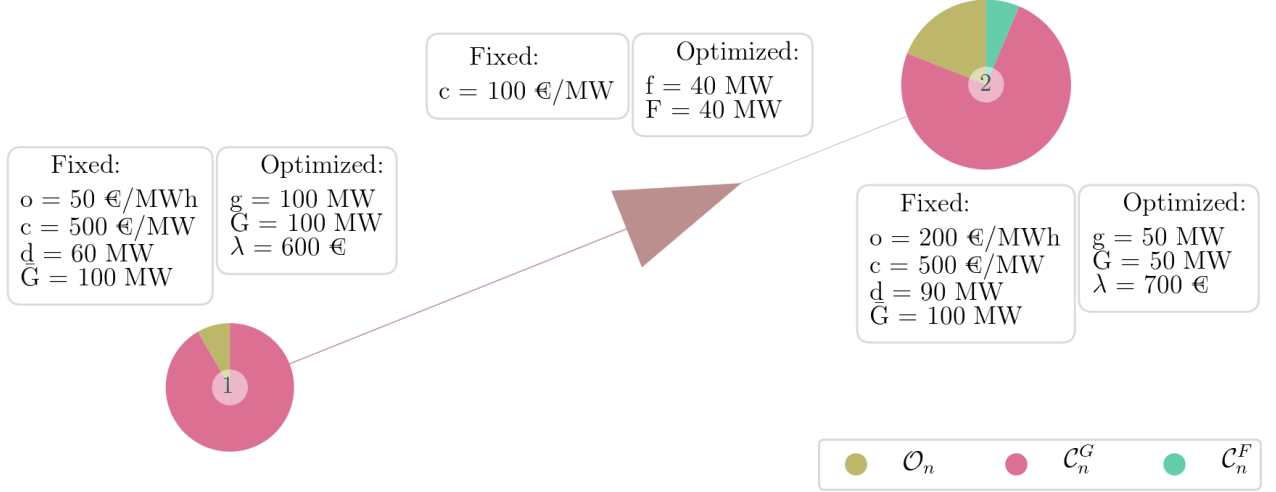 Fixed:
c = 100 €/MW
Optimized:
f = 40 MW
F = 40 MW
2
Fixed:
o = 50 €/MWh
c = 500 €/MW
d = 60 MW
Ḡ = 100 MW
Optimized:
g = 100 MW
G = 100 MW
λ = 600 €
Fixed:
o = 200 €/MWh
c = 500 €/MW
d = 90 MW
Ḡ = 100 MW
Optimized:
g = 50 MW
G = 50 MW
λ = 700 €
1
𝒪ₙ 𝒞ₙᴳ 𝒞ₙᶠ